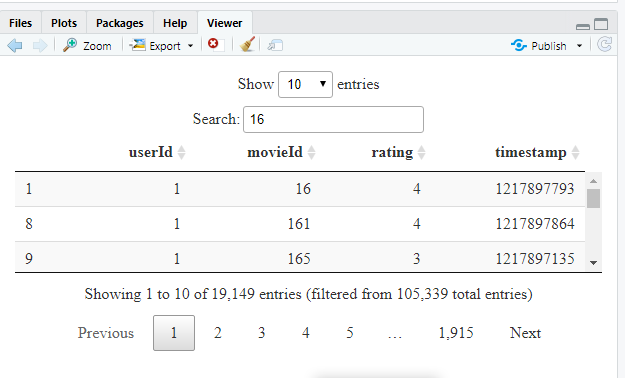 Files Plots Packages Help Viewer
Zoom Export Publish
Show 10 entries
Search: 16
userId movieId rating timestamp
1 1 16 4 1217897793
8 1 161 4 1217897864
9 1 165 3 1217897135
Showing 1 to 10 of 19,149 entries (filtered from 105,339 total entries)
Previous 1 2 3 4 5 ... 1,915 Next